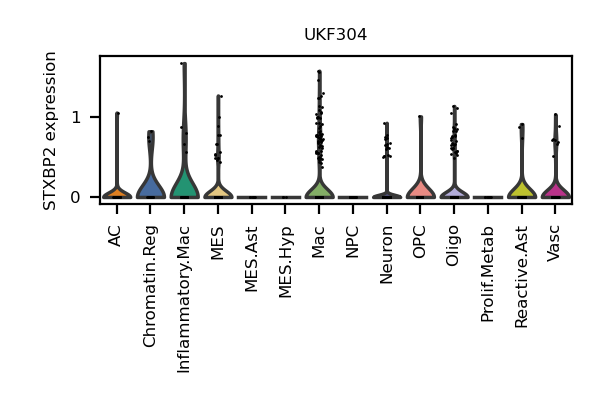 UKF304
STXBP2 expression
1
0
AC
Chromatin.Reg
Inflammatory.Mac
MES
MES.Ast
MES.Hyp
Mac
NPC
Neuron
OPC
Oligo
Prolif.Metab
Reactive.Ast
Vasc